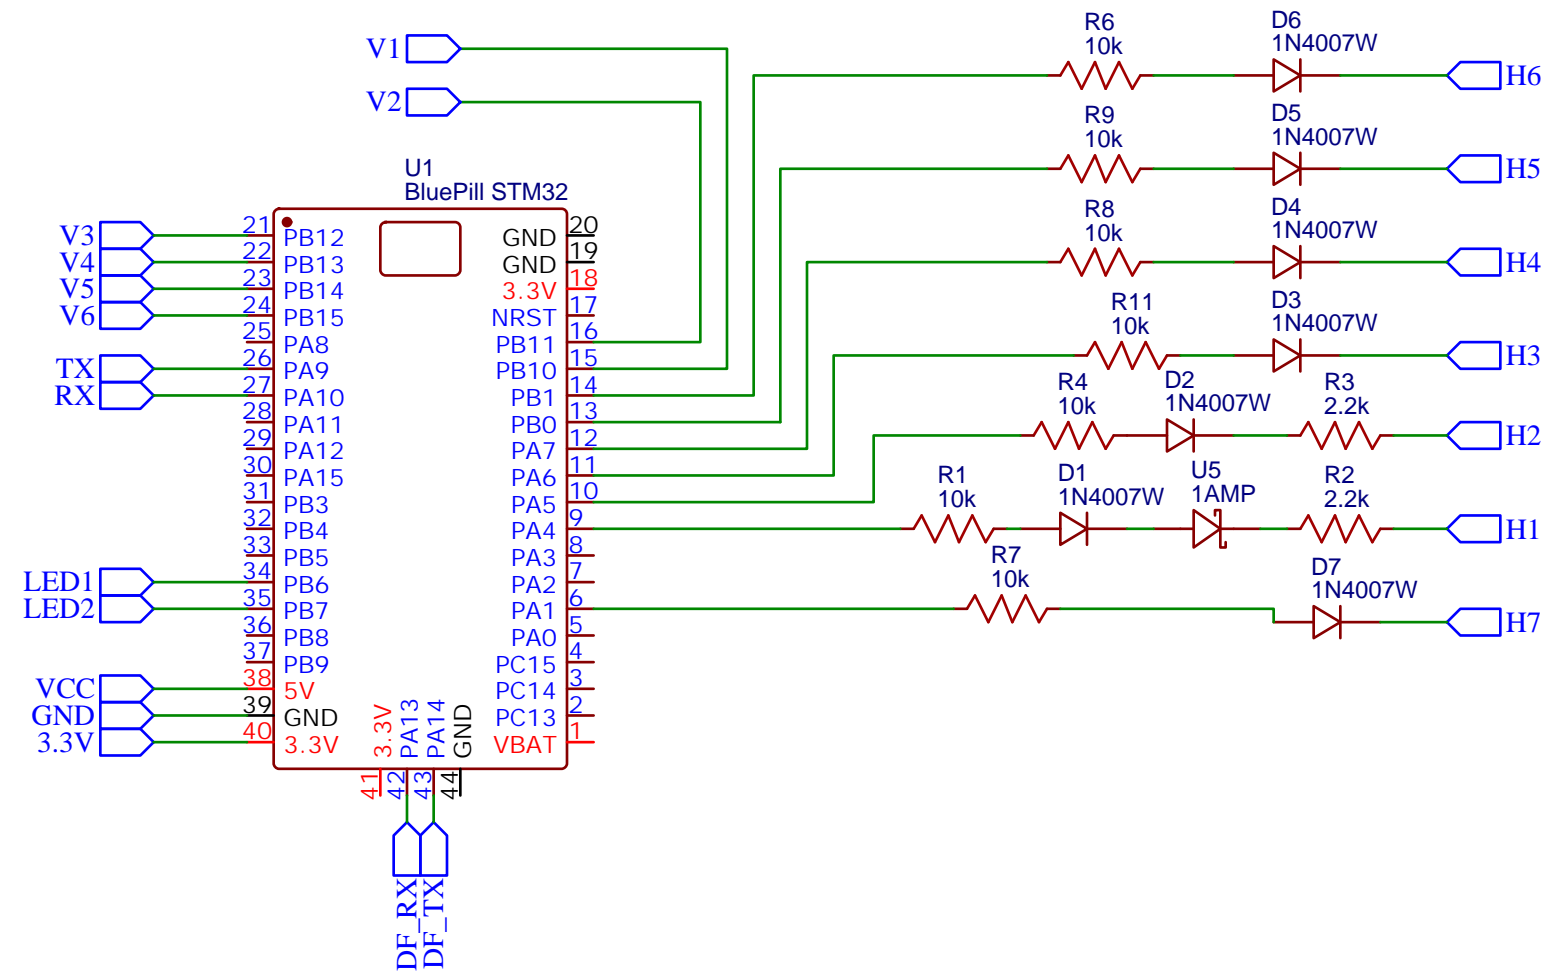 V1
V2
U1
BluePill STM32
R6
10k
D6
1N4007W
H6
R9
10k
D5
1N4007W
H5
R8
10k
D4
1N4007W
H4
R11
10k
D3
1N4007W
H3
R4
10k
D2
1N4007W
R3
2.2k
H2
R1
10k
D1
1N4007W
U5
1AMP
R2
2.2k
H1
R7
10k
D7
1N4007W
H7
V3 21 PB12
V4 22 PB13
V5 23 PB14
V6 24 PB15
25 PA8
TX 26 PA9
RX 27 PA10
28 PA11
29 PA12
30 PA15
31 PB3
32 PB4
33 PB5
LED1 34 PB6
LED2 35 PB7
36 PB8
37 PB9
VCC 38 5V
GND 39 GND
3.3V 40 3.3V
GND 20
GND 19
3.3V 18
NRST 17
PB11 16
PB10 15
PB1 14
PB0 13
PA7 12
PA6 11
PA5 10
PA4 9
PA3 8
PA2 7
PA1 6
PA0 5
PC15 4
PC14 3
PC13 2
VBAT 1
3.3V 41
PA13 42
PA14 43
GND 44
DF_RX
DF_TX